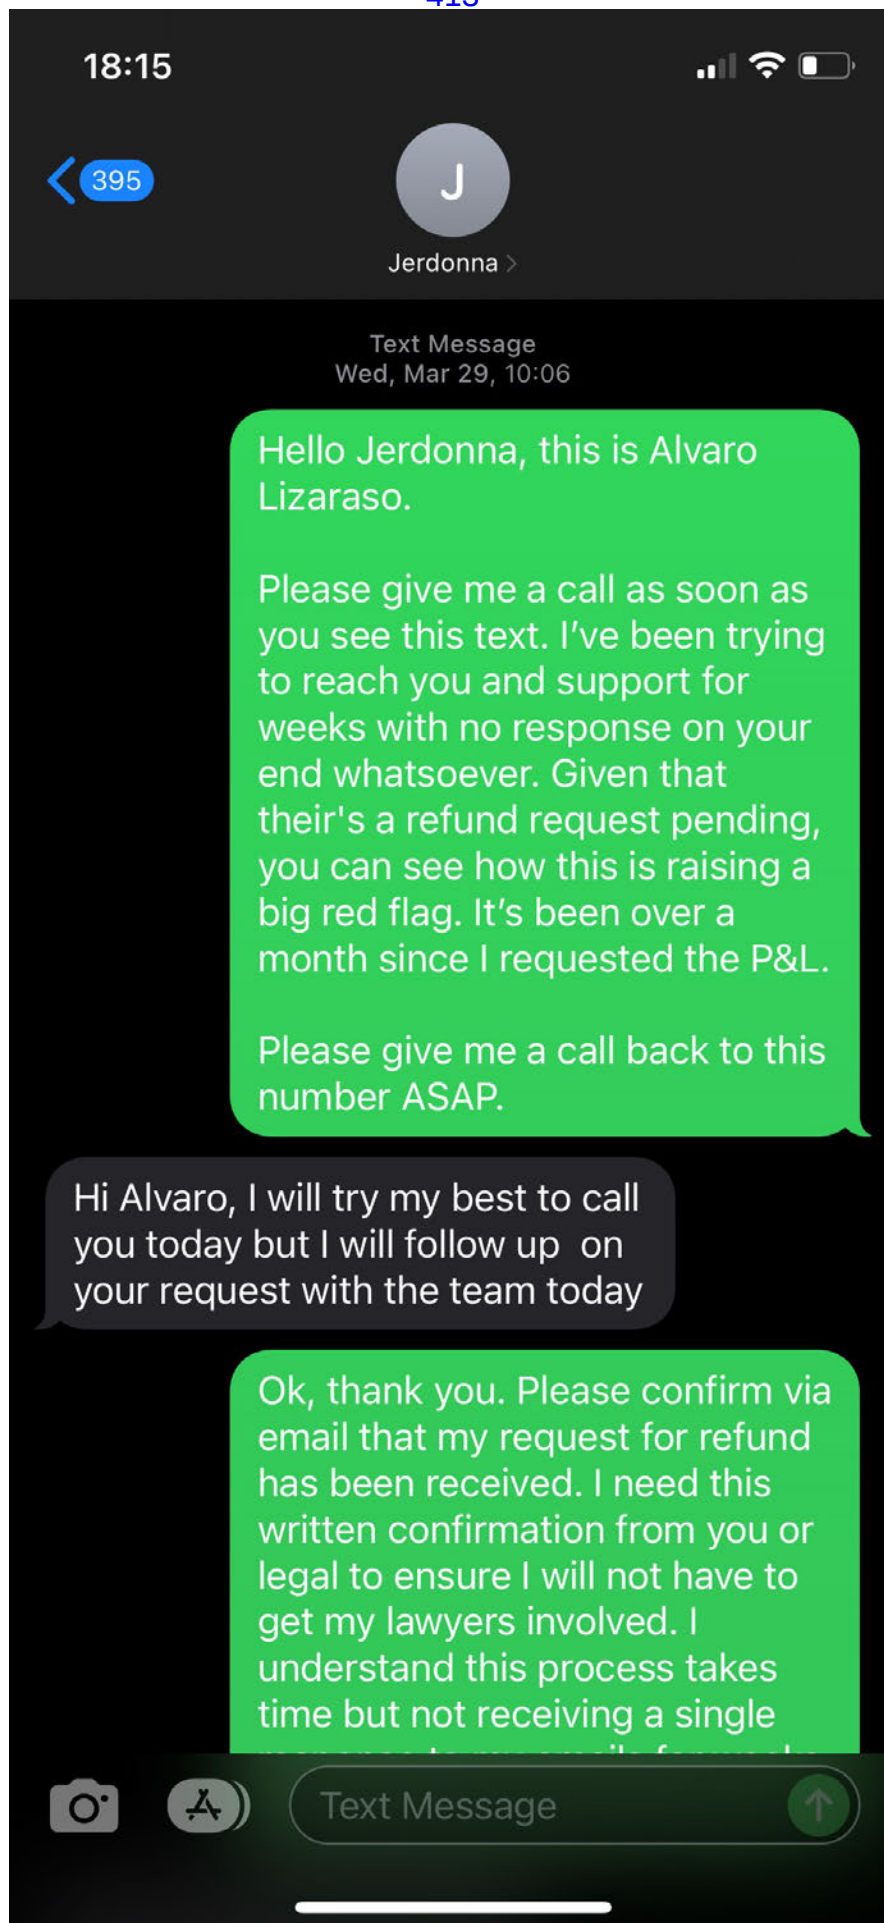 18:15
395
J
Jerdonna
Text Message
Wed, Mar 29, 10:06
Hello Jerdonna, this is Alvaro
Lizaraso.
Please give me a call as soon as
you see this text. I've been trying
to reach you and support for
weeks with no response on your
end whatsoever. Given that
their's a refund request pending,
you can see how this is raising a
big red flag. It's been over a
month since I requested the P&L.
Please give me a call back to this
number ASAP.
Hi Alvaro, I will try my best to call
you today but I will follow up  on
your request with the team today
Ok, thank you. Please confirm via
email that my request for refund
has been received. I need this
written confirmation from you or
legal to ensure I will not have to
get my lawyers involved. I
understand this process takes
time but not receiving a single
Text Message